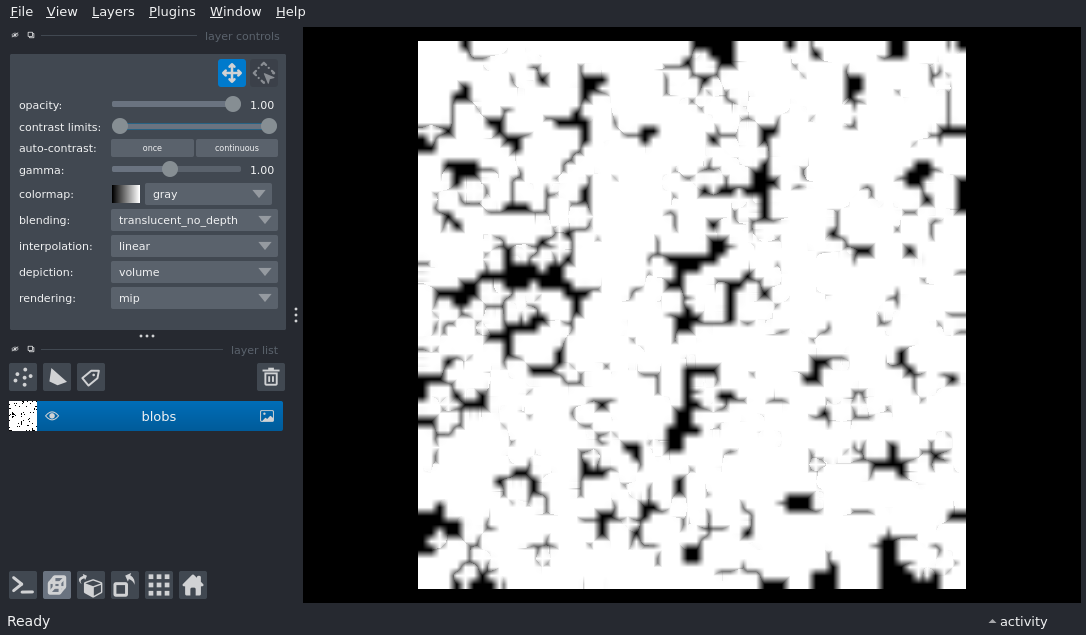 File View Layers Plugins Window Help
layer controls
opacity: 1.00
contrast limits:
auto-contrast: once continuous
gamma: 1.00
colormap: gray
blending: translucent_no_depth
interpolation: linear
depiction: volume
rendering: mip
layer list
blobs
Ready
activity